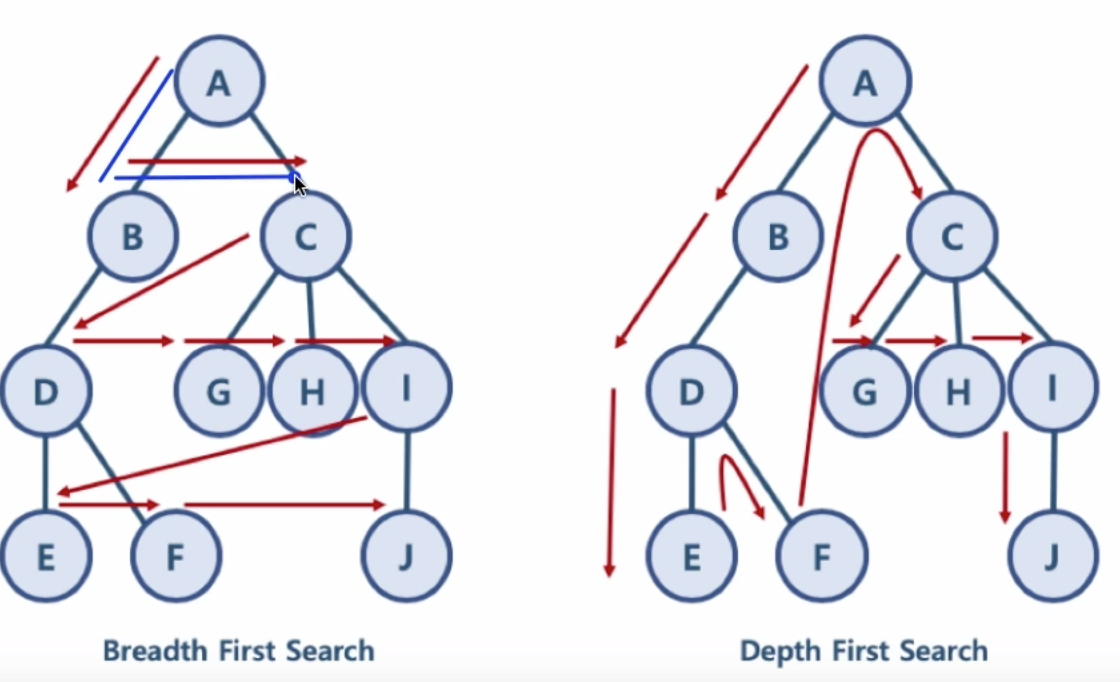 A A
B C B C
D G H I D G H I
E F J E F J
Breadth First Search Depth First Search